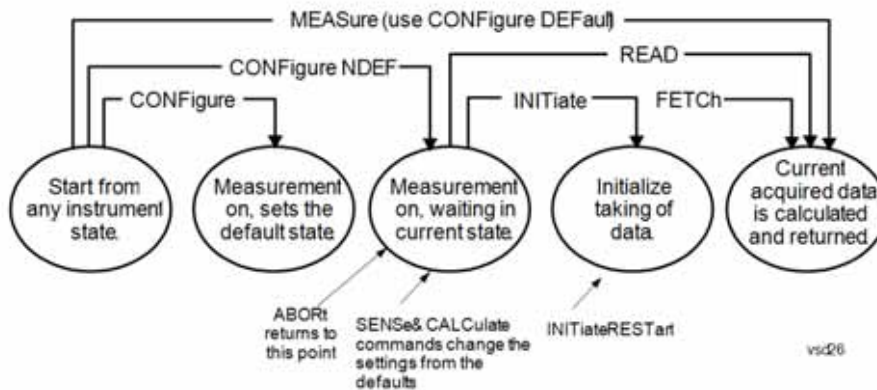 MEASure (use CONFigure DEFault)
CONFigure NDEF
READ
CONFigure
INITiate
FETCh
Start from
any instrument
state.
Measurement
on, sets the
default state.
Measurement
on, waiting in
current state.
Initialize
taking of
data.
Current
acquired data
is calculated
and returned.
ABORt
returns to
this point
SENSe& CALCulate
commands change the
settings from the
defaults
INITiateRESTart
vsd26